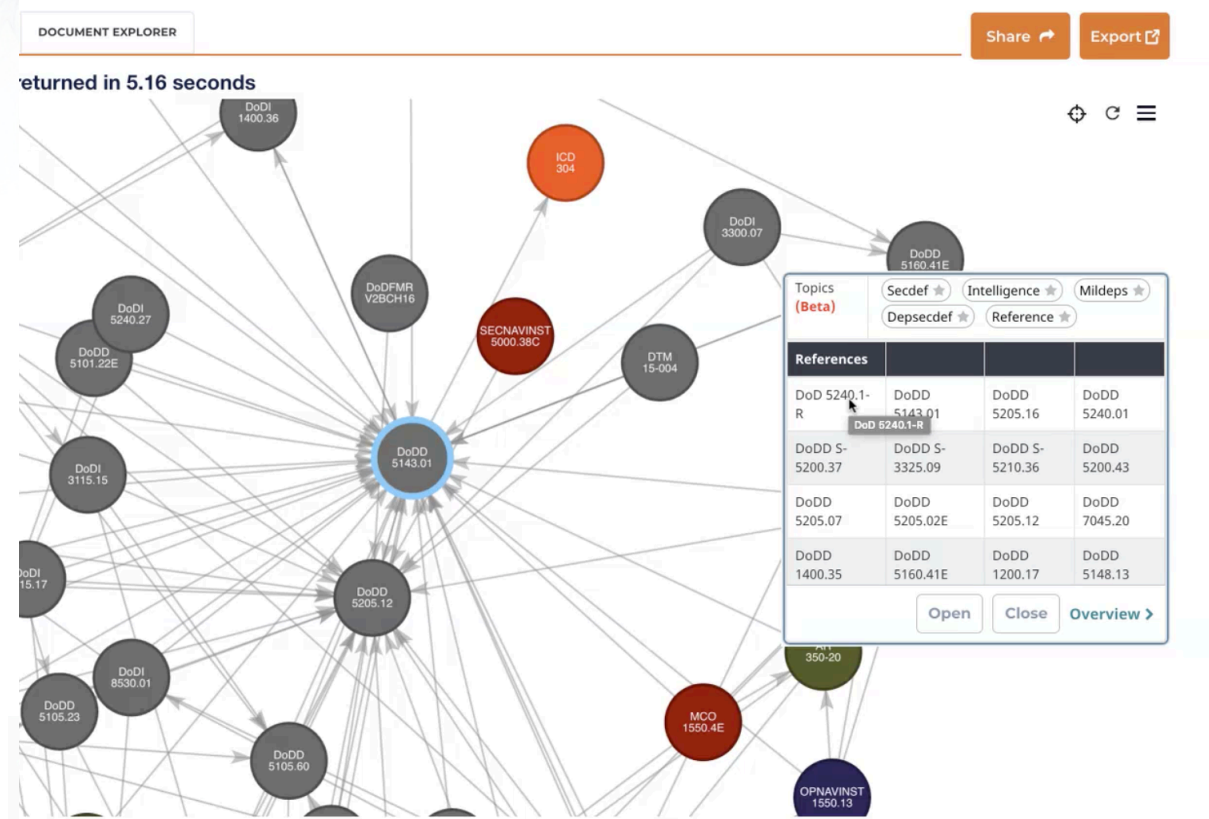 DOCUMENT EXPLORER
Share
Export
eturned in 5.16 seconds
DoDI
1400.36
ICD
304
DoDI
3300.07
DoDD
5160.41E
DoDFMR
V2BCH16
DoDI
5240.27
SECNAVINST
5000.38C
DoDD
5101.22E
DTM
15-004
DoDD
5143.01
DoDI
3115.15
DoDI
15.17
DoDD
5205.12
DoDI
8530.01
DoDD
5105.23
DoDD
5105.60
MCO
1550.4E
350-20
OPNAVINST
1550.13
Topics
(Beta)
Secdef
Intelligence
Mildeps
Depsecdef
Reference
References
DoD 5240.1-
R
DoDD
5143.01
DoDD
5205.16
DoDD
5240.01
DoD 5240.1-R
DoDD S-
5200.37
DoDD S-
3325.09
DoDD S-
5210.36
DoDD
5200.43
DoDD
5205.07
DoDD
5205.02E
DoDD
5205.12
DoDD
7045.20
DoDD
1400.35
DoDD
5160.41E
DoDD
1200.17
DoDD
5148.13
Open
Close
Overview